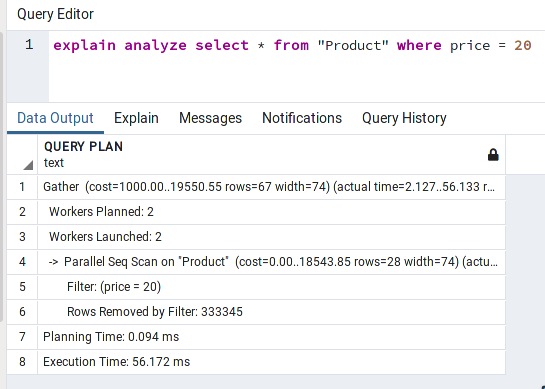 Query Editor
1 explain analyze select * from "Product" where price = 20
Data Output Explain Messages Notifications Query History
QUERY PLAN
text
1 Gather (cost=1000.00..19550.55 rows=67 width=74) (actual time=2.127..56.133 r...
2 Workers Planned: 2
3 Workers Launched: 2
4 -> Parallel Seq Scan on "Product" (cost=0.00..18543.85 rows=28 width=74) (actu...
5 Filter: (price = 20)
6 Rows Removed by Filter: 333345
7 Planning Time: 0.094 ms
8 Execution Time: 56.172 ms